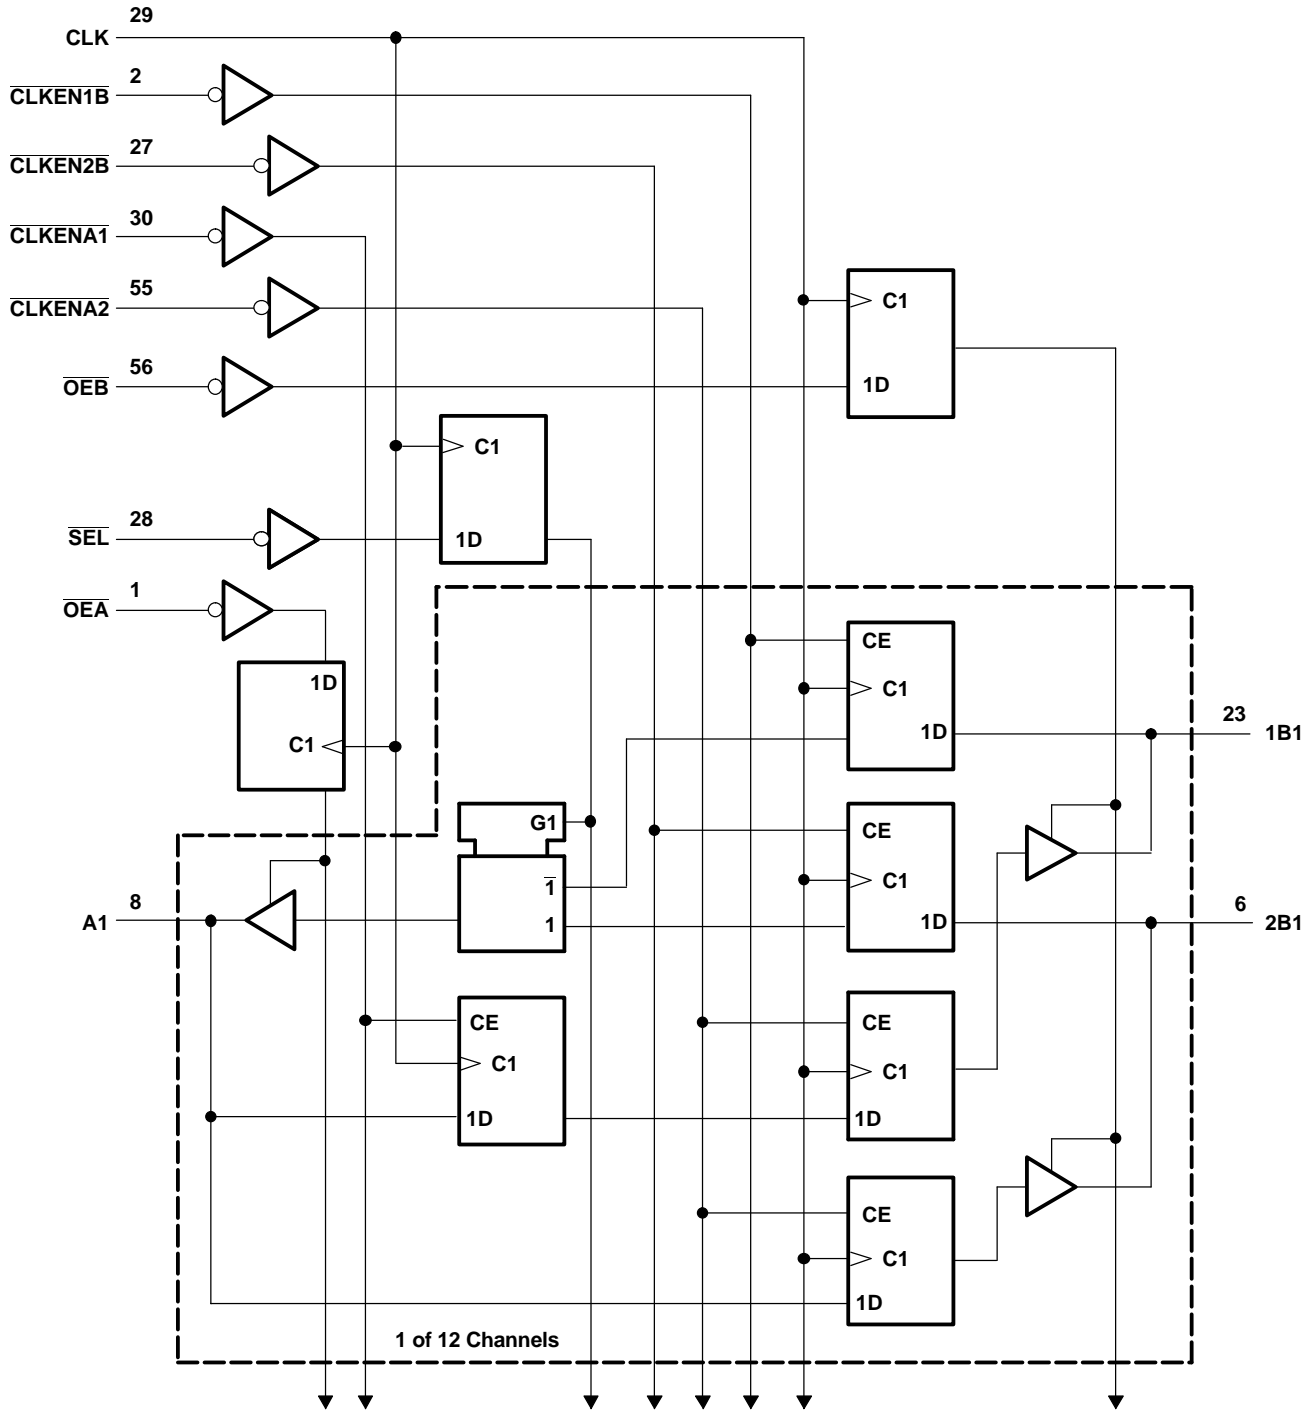 29
CLK
2
CLKEN1B
27
CLKEN2B
30
CLKENA1
55
CLKENA2
C1
56
OEB
1D
C1
28
SEL
1D
1
OEA
CE
1D
C1
23
1B1
1D
C1
G1
CE
1
C1
8
A1
1
1D
6
2B1
CE
CE
C1
C1
1D
1D
CE
C1
1D
1 of 12 Channels